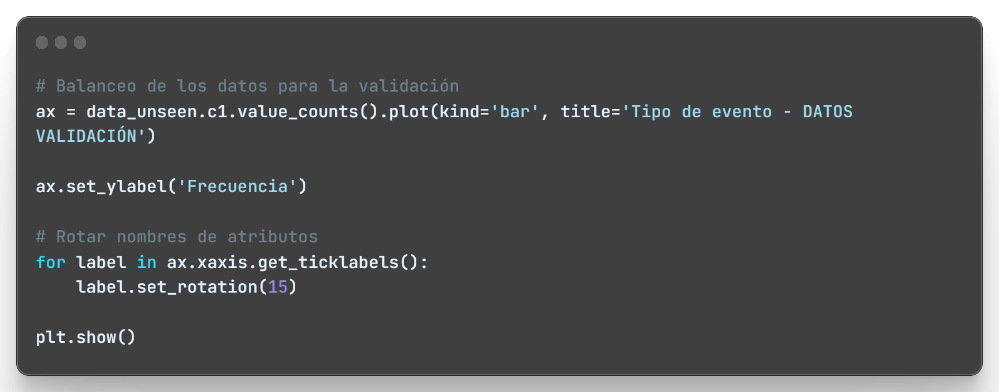 # Balanceo de los datos para la validación
ax = data_unseen.c1.value_counts().plot(kind='bar', title='Tipo de evento - DATOS
VALIDACIÓN')
ax.set_ylabel('Frecuencia')
# Rotar nombres de atributos
for label in ax.xaxis.get_ticklabels():
    label.set_rotation(15)
plt.show()